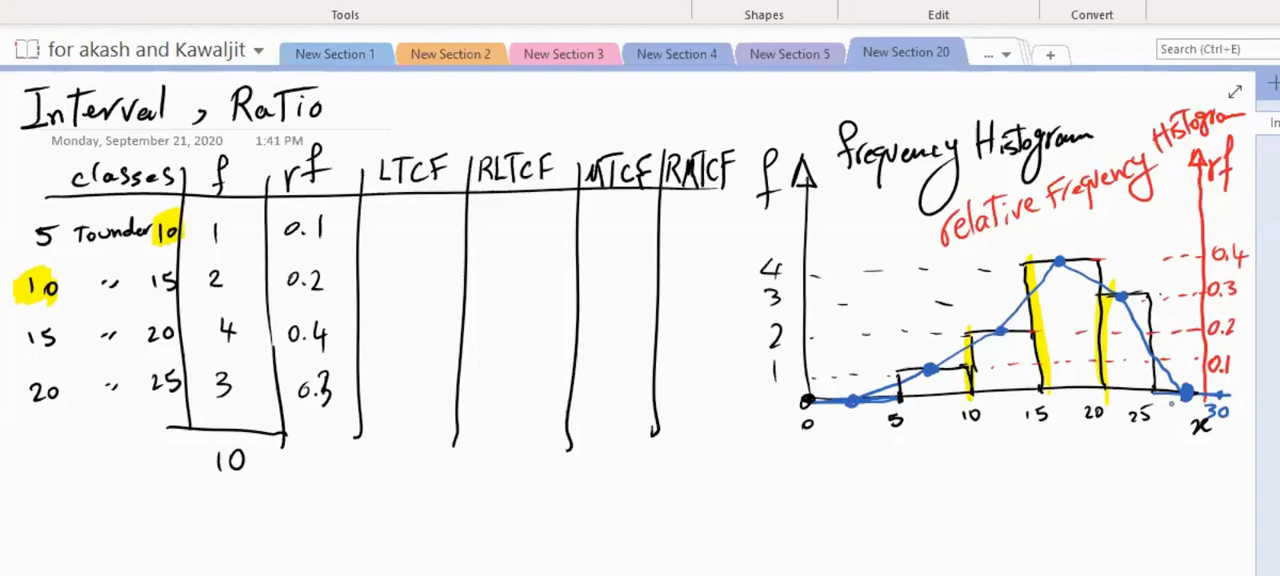 Tools Shapes Edit Convert
for akash and Kawaljit New Section 1 New Section 2 New Section 3 New Section 4 New Section 5 New Section 20 ... + Search (Ctrl+E)
Interval, Ratio
Monday, September 21, 2020 1:41 PM
classes f rf LTCF RLTCF MTCF RMTCF
5 Tounder 10 1 0.1
10 " 15 2 0.2
15 " 20 4 0.4
20 " 25 3 0.3
10
f frequency Histogram
relative frequency Histogram rf
4 0.4
3 0.3
2 0.2
1 0.1
0 5 10 15 20 25 30
x
In